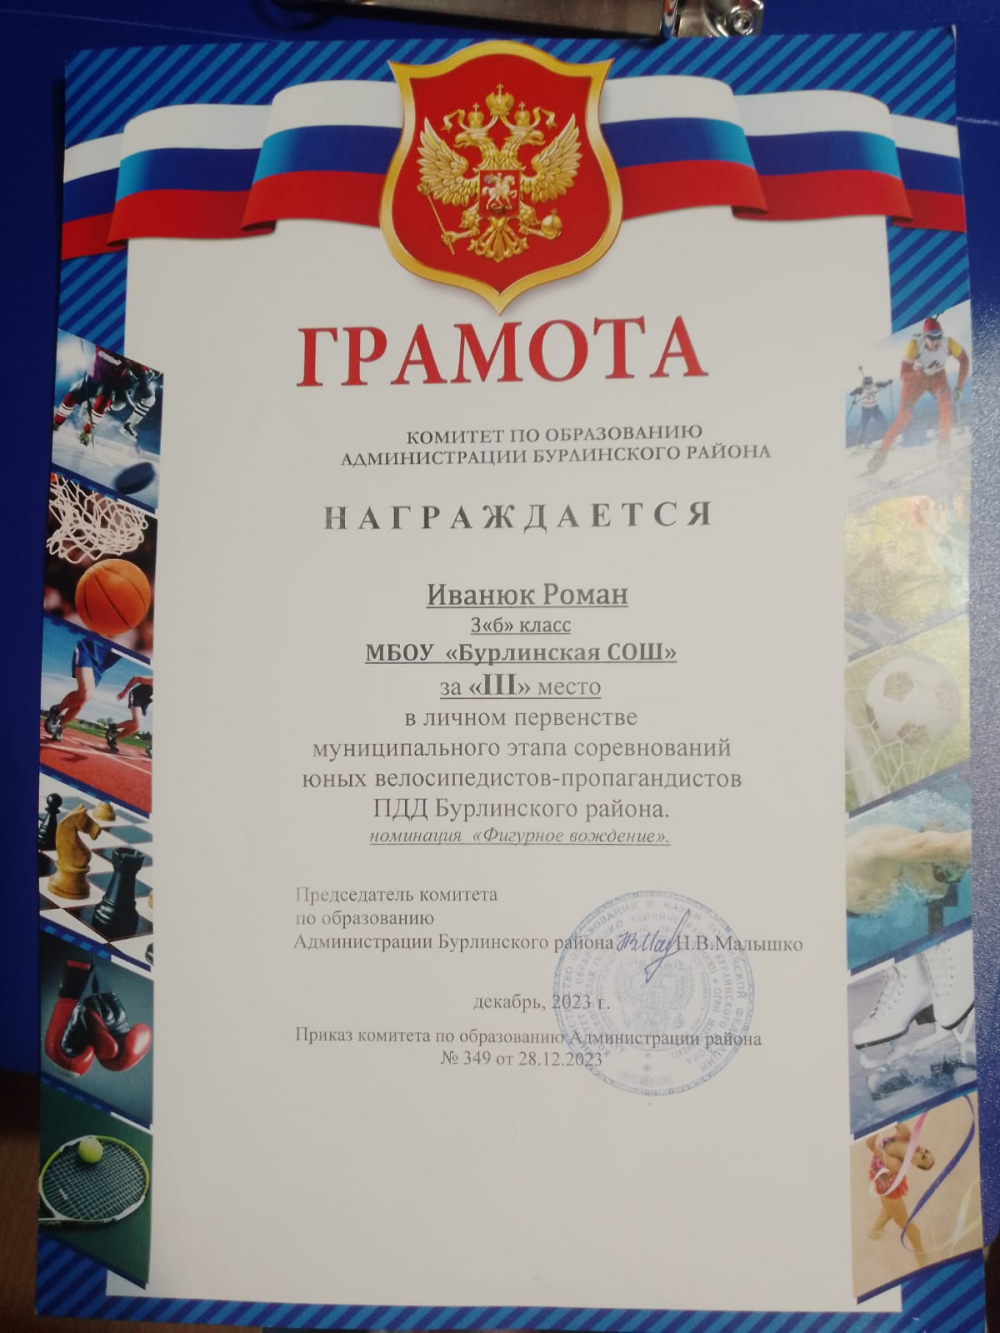 ГРАМОТА
КОМИТЕТ ПО ОБРАЗОВАНИЮ
АДМИНИСТРАЦИИ БУРЛИНСКОГО РАЙОНА
НАГРАЖДАЕТСЯ
Иванюк Роман
3«б» класс
МБОУ «Бурлинская СОШ»
за «III» место
в личном первенстве
муниципального этапа соревнований
юных велосипедистов-пропагандистов
ПДД Бурлинского района.
номинация «Фигурное вождение».
Председатель комитета
по образованию
Администрации Бурлинского района Н.В.Малышко
декабрь, 2023 г.
Приказ комитета по образованию Администрации района
№ 349 от 28.12.2023